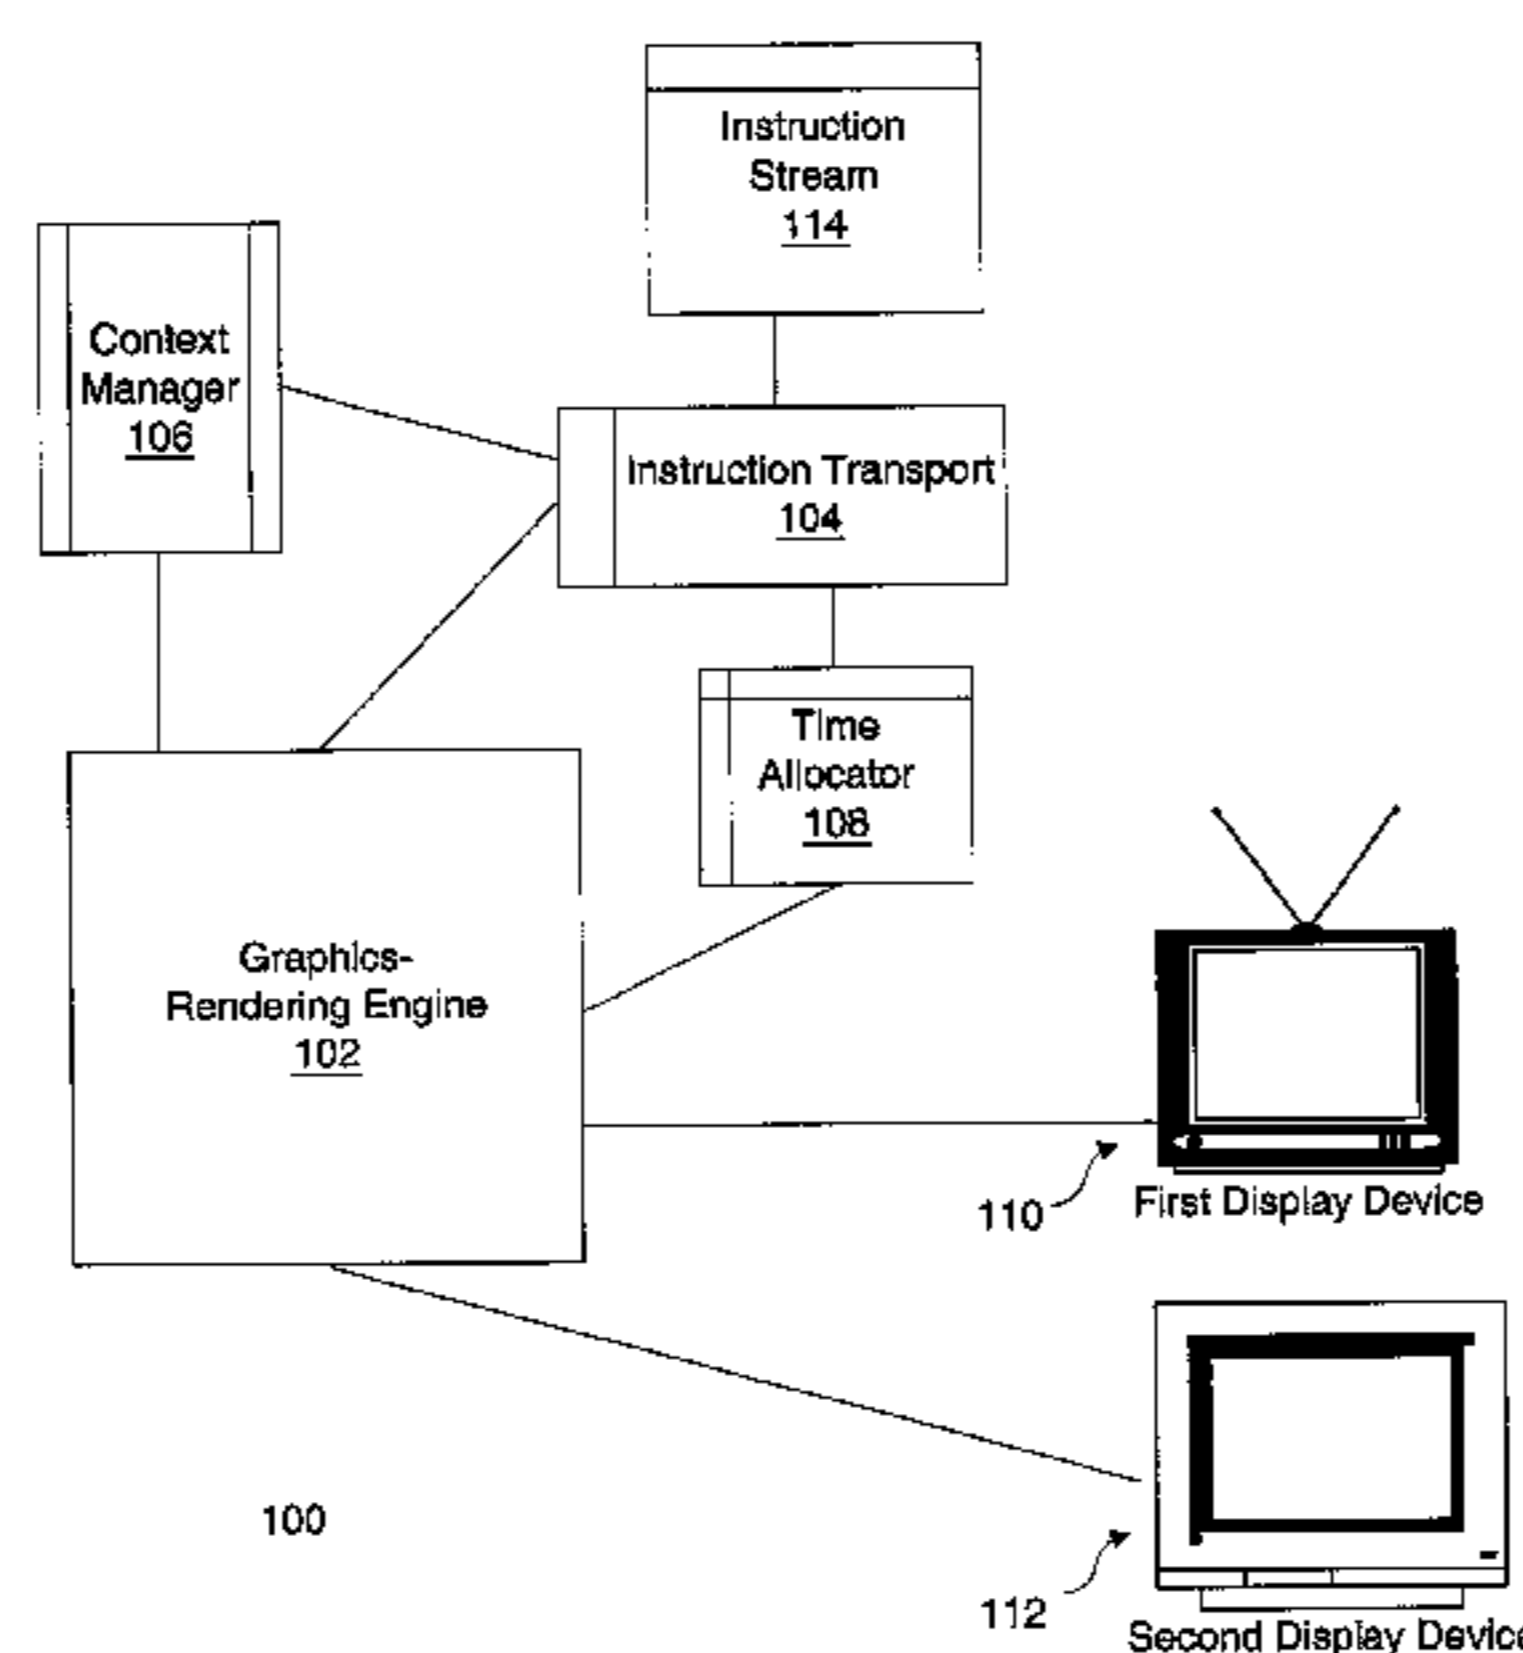 Instruction
Stream
114
Context
Manager
106
Instruction Transport
104
Time
Allocator
108
Graphics-
Rendering Engine
102
110
First Display Device
100
112
Second Display Device